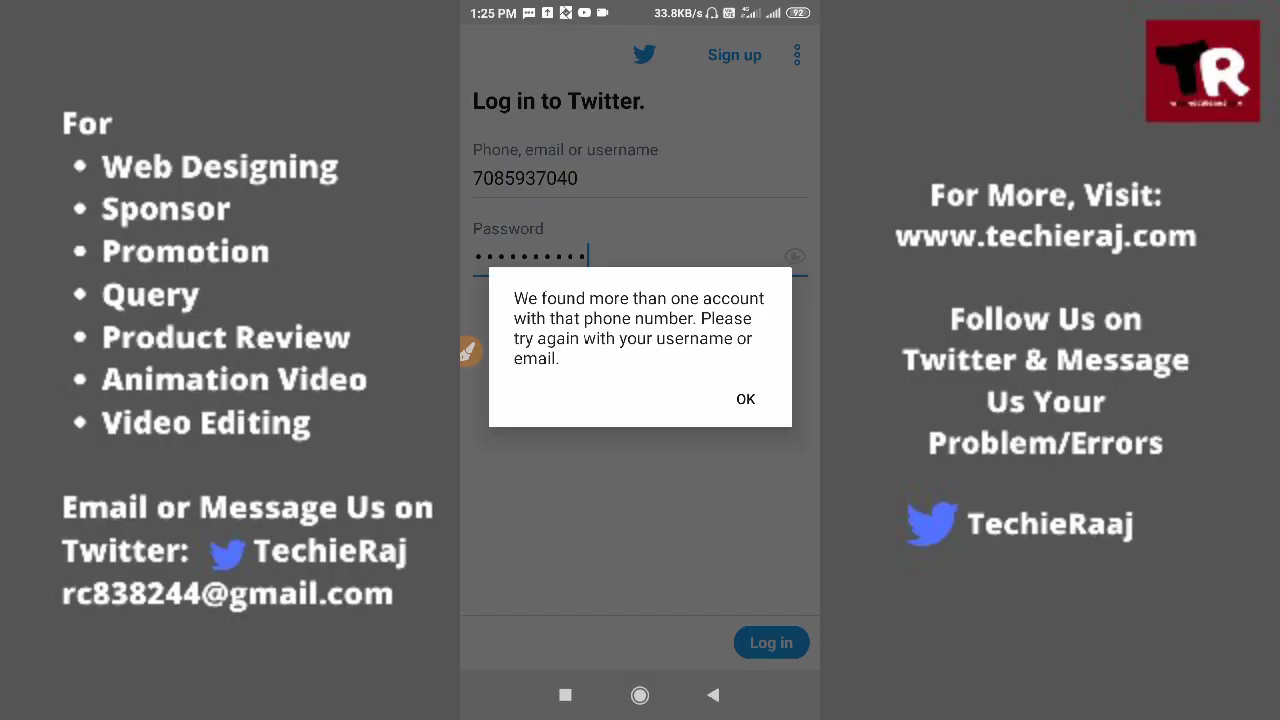 For
• Web Designing
• Sponsor
• Promotion
• Query
• Product Review
• Animation Video
• Video Editing
Email or Message Us on
Twitter: TechieRaj
rc838244@gmail.com
1:25 PM 33.8KB/s 4G 92
Sign up
Log in to Twitter.
Phone, email or username
7085937040
Password
••••••••••
We found more than one account
with that phone number. Please
try again with your username or
email.
OK
Log in
TR
For More, Visit:
www.techieraj.com
Follow Us on
Twitter & Message
Us Your
Problem/Errors
TechieRaaj